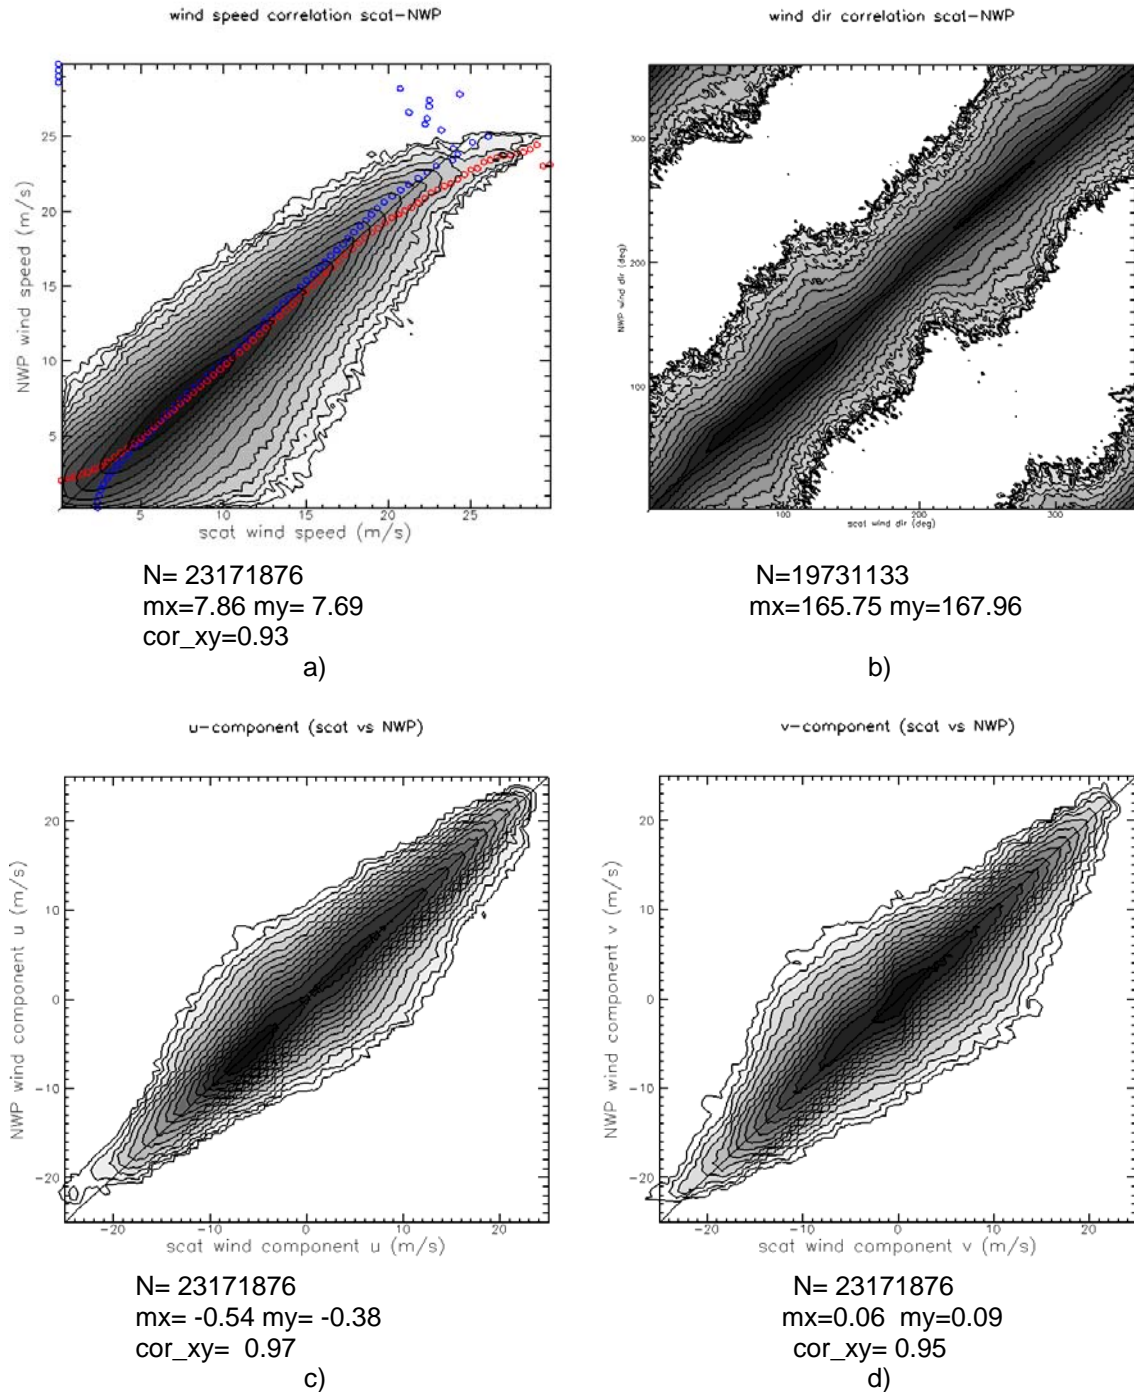 wind speed correlation scat-NWP
25
20
15
10
5
NWP wind speed (m/s)
5 10 15 20 25
scat wind speed (m/s)
N= 23171876
mx=7.86 my= 7.69
cor_xy=0.93
a)
wind dir correlation scat-NWP
300
200
100
NWP wind dir (deg)
100 200 300
scat wind dir (deg)
N=19731133
mx=165.75 my=167.96
b)
u-component (scat vs NWP)
20
10
0
-10
-20
NWP wind component u (m/s)
-20 -10 0 10 20
scat wind component u (m/s)
N= 23171876
mx= -0.54 my= -0.38
cor_xy= 0.97
c)
v-component (scat vs NWP)
20
10
0
-10
-20
NWP wind component v (m/s)
-20 -10 0 10 20
scat wind component v (m/s)
N= 23171876
mx=0.06 my=0.09
cor_xy= 0.95
d)